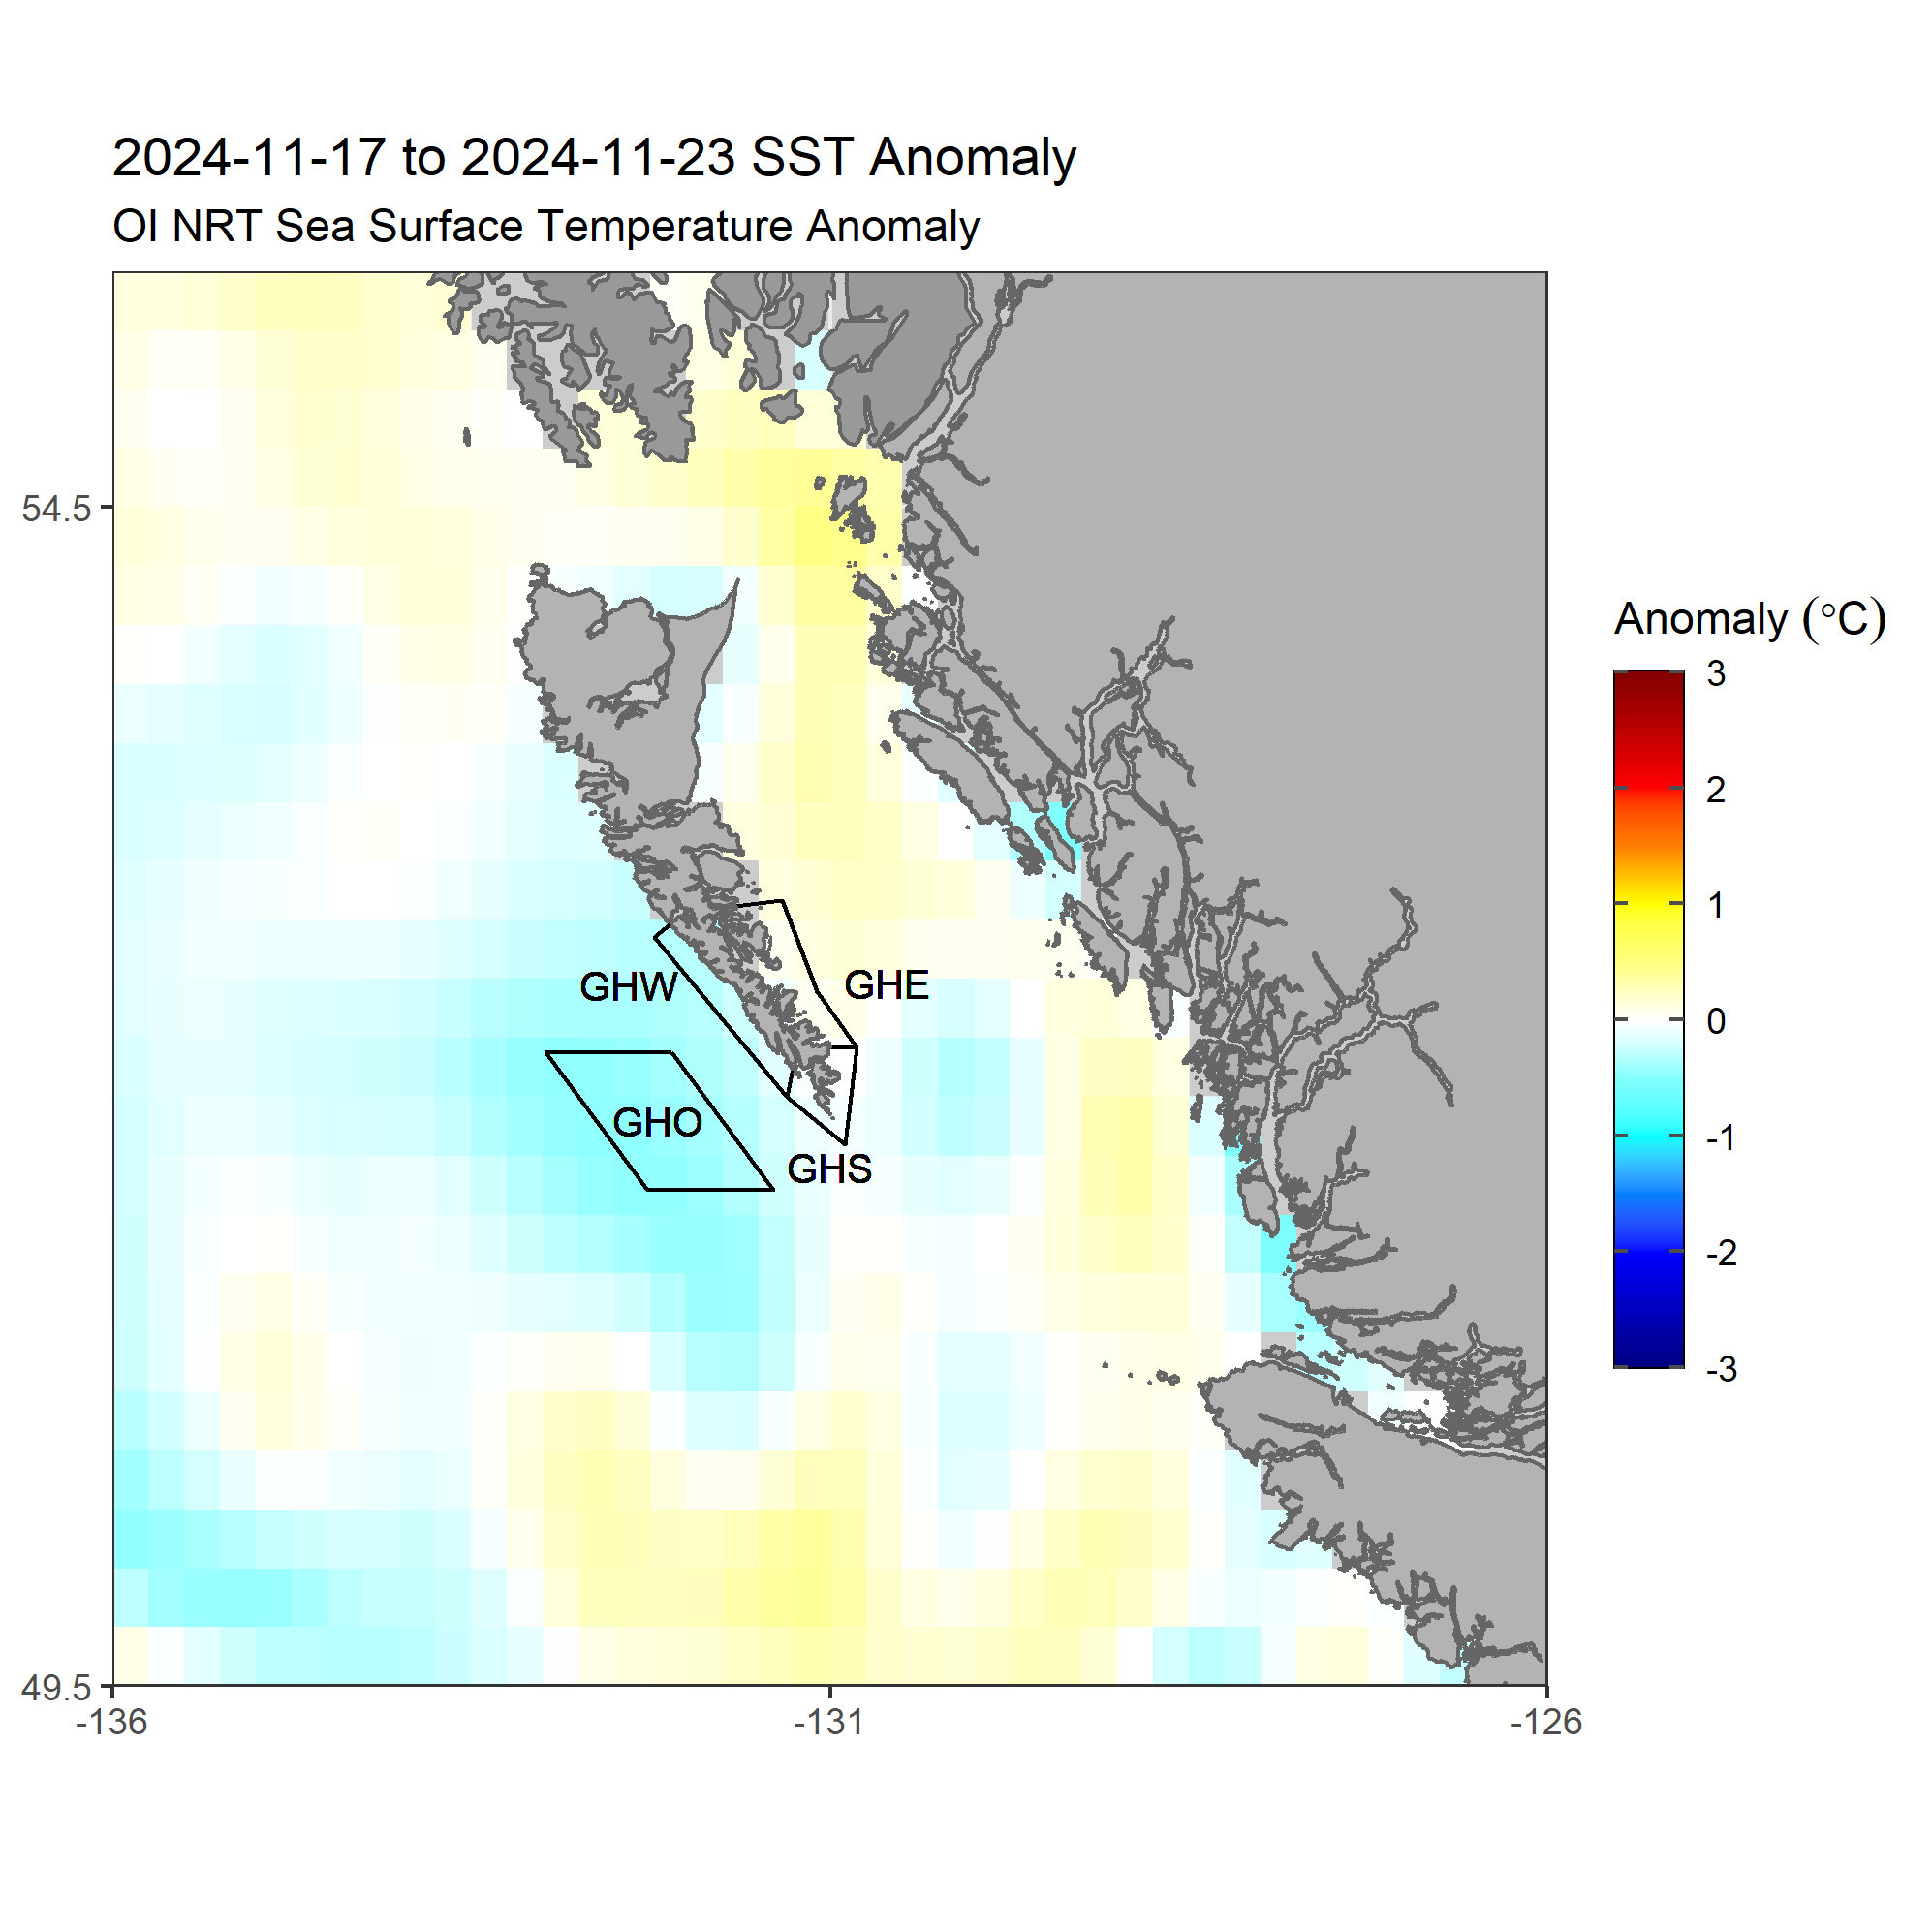 2024-11-17 to 2024-11-23 SST Anomaly
OI NRT Sea Surface Temperature Anomaly
54.5
49.5
-136
-131
-126
GHW
GHE
GHO
GHS
Anomaly (°C)
3
2
1
0
-1
-2
-3